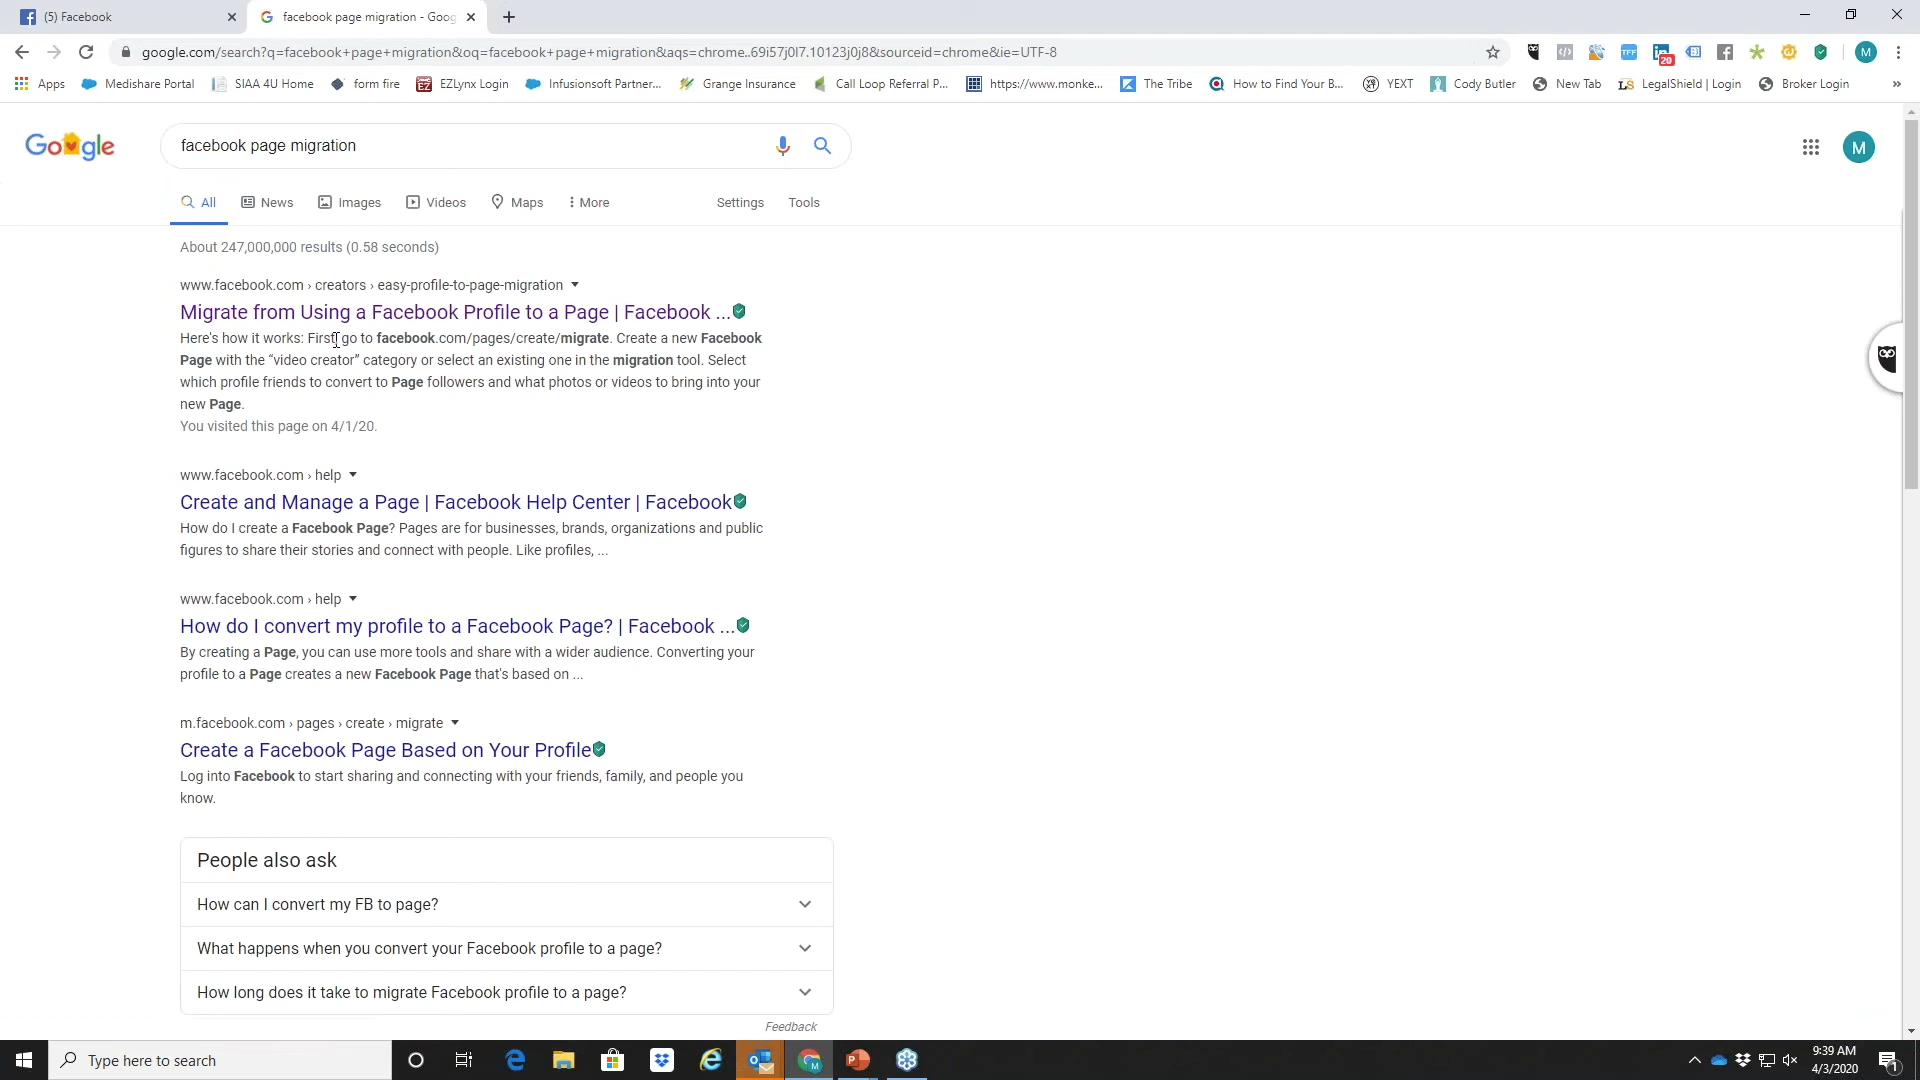 (5) Facebook
facebook page migration - Goog
google.com/search?q=facebook+page+migration&oq=facebook+page+migration&aqs=chrome..69i57j0l7.10123j0j8&sourceid=chrome&ie=UTF-8
20
M
Apps
Medishare Portal
SIAA 4U Home
form fire
EZ
EZLynx Login
Infusionsoft Partner...
Grange Insurance
Call Loop Referral P...
https://www.monke...
The Tribe
How to Find Your B...
YEXT
Cody Butler
New Tab
LS
LegalShield | Login
Broker Login
»
Google
facebook page migration
M
All
News
Images
Videos
Maps
More
Settings
Tools
About 247,000,000 results (0.58 seconds)
www.facebook.com › creators › easy-profile-to-page-migration
Migrate from Using a Facebook Profile to a Page | Facebook ...
Here's how it works: First go to facebook.com/pages/create/migrate. Create a new Facebook
Page with the “video creator” category or select an existing one in the migration tool. Select
which profile friends to convert to Page followers and what photos or videos to bring into your
new Page.
You visited this page on 4/1/20.
www.facebook.com › help
Create and Manage a Page | Facebook Help Center | Facebook
How do I create a Facebook Page? Pages are for businesses, brands, organizations and public
figures to share their stories and connect with people. Like profiles, ...
www.facebook.com › help
How do I convert my profile to a Facebook Page? | Facebook ...
By creating a Page, you can use more tools and share with a wider audience. Converting your
profile to a Page creates a new Facebook Page that's based on ...
m.facebook.com › pages › create › migrate
Create a Facebook Page Based on Your Profile
Log into Facebook to start sharing and connecting with your friends, family, and people you
know.
People also ask
How can I convert my FB to page?
What happens when you convert your Facebook profile to a page?
How long does it take to migrate Facebook profile to a page?
Feedback
Type here to search
9:39 AM
4/3/2020
1